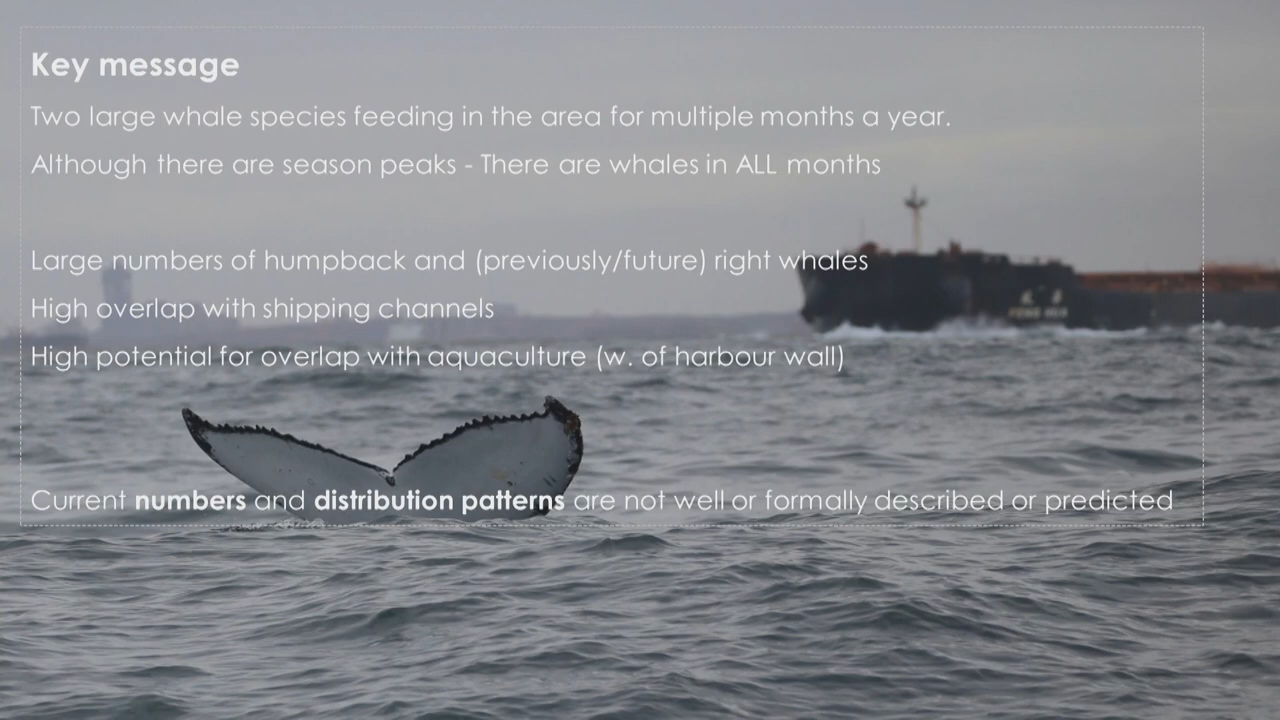 Key message
Two large whale species feeding in the area for multiple months a year.
Although there are season peaks - There are whales in ALL months
Large numbers of humpback and (previously/future) right whales
High overlap with shipping channels
High potential for overlap with aquaculture (w. of harbour wall)
Current numbers and distribution patterns are not well or formally described or predicted